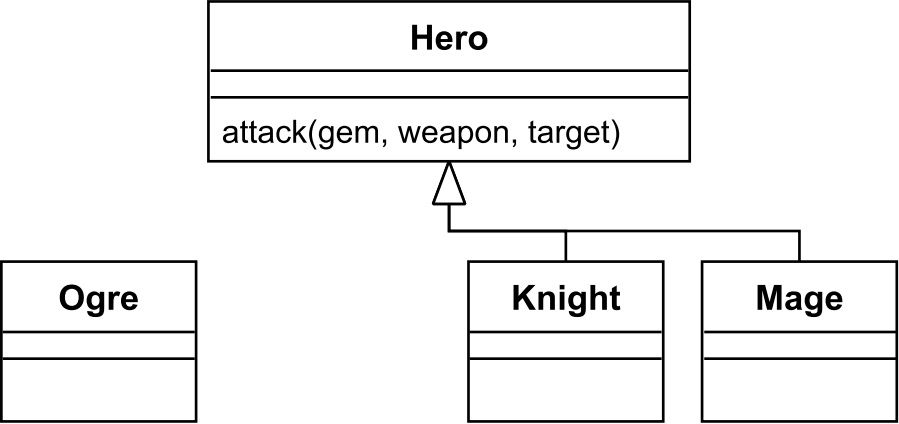 Hero
attack(gem, weapon, target)
Ogre
Knight
Mage